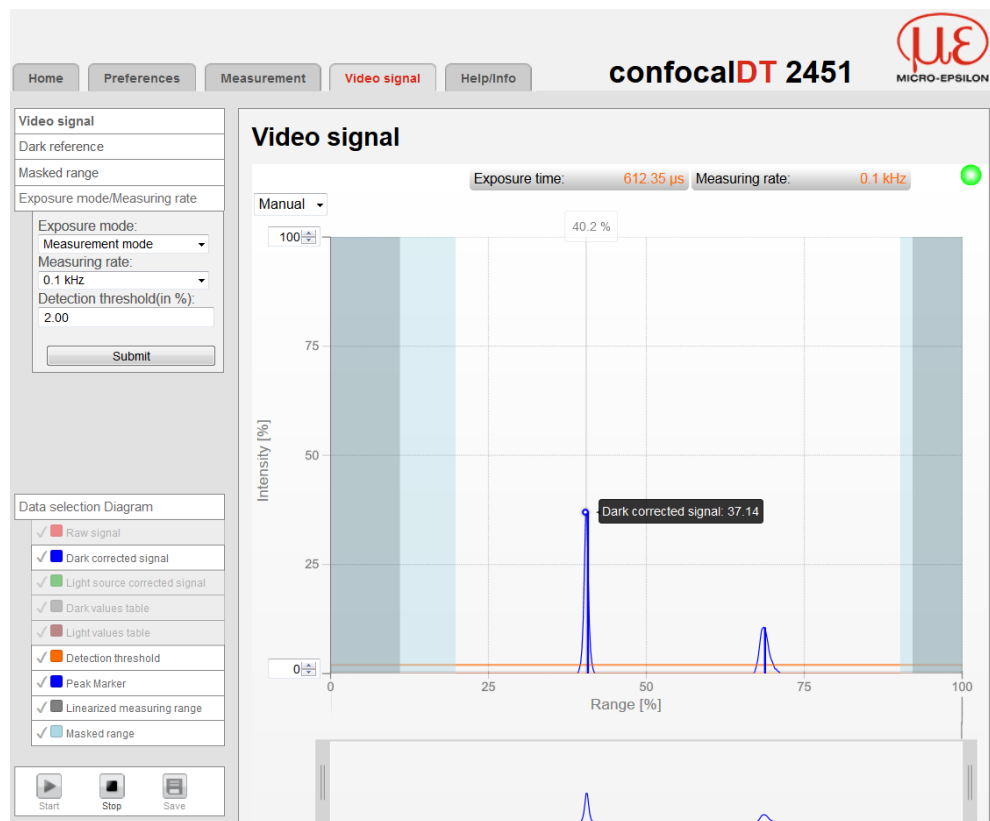 MICRO-EPSILON
confocalDT 2451
Home
Preferences
Measurement
Video signal
Help/Info
Video signal
Dark reference
Masked range
Exposure mode/Measuring rate
Exposure mode:
Measurement mode
Measuring rate:
0.1 kHz
Detection threshold(in %):
2.00
Submit
Data selection Diagram
Raw signal
Dark corrected signal
Light source corrected signal
Dark values table
Light values table
Detection threshold
Peak Marker
Linearized measuring range
Masked range
Start
Stop
Save
Video signal
Exposure time: 612.35 µs
Measuring rate: 0.1 kHz
Manual
40.2 %
100
75
50
25
0
Intensity [%]
Dark corrected signal: 37.14
0 25 50 75 100
Range [%]